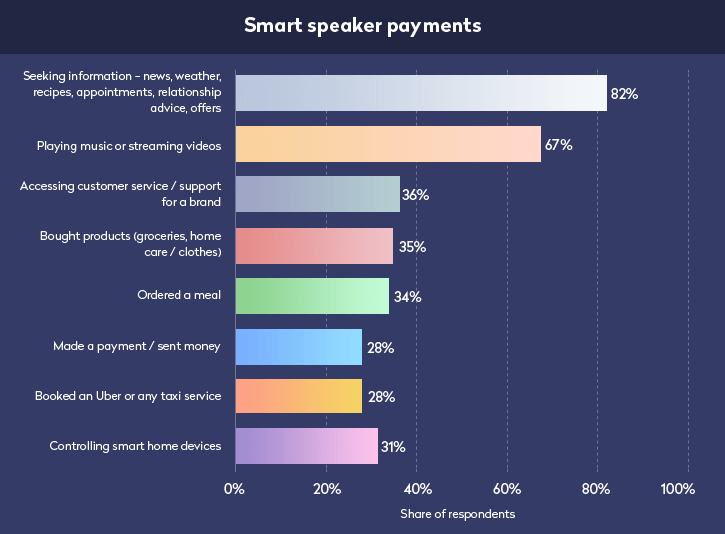 Smart speaker payments
Seeking information – news, weather,
recipes, appointments, relationship
advice, offers
82%
Playing music or streaming videos
67%
Accessing customer service / support
for a brand
36%
Bought products (groceries, home
care / clothes)
35%
Ordered a meal
34%
Made a payment / sent money
28%
Booked an Uber or any taxi service
28%
Controlling smart home devices
31%
0% 20% 40% 60% 80% 100%
Share of respondents